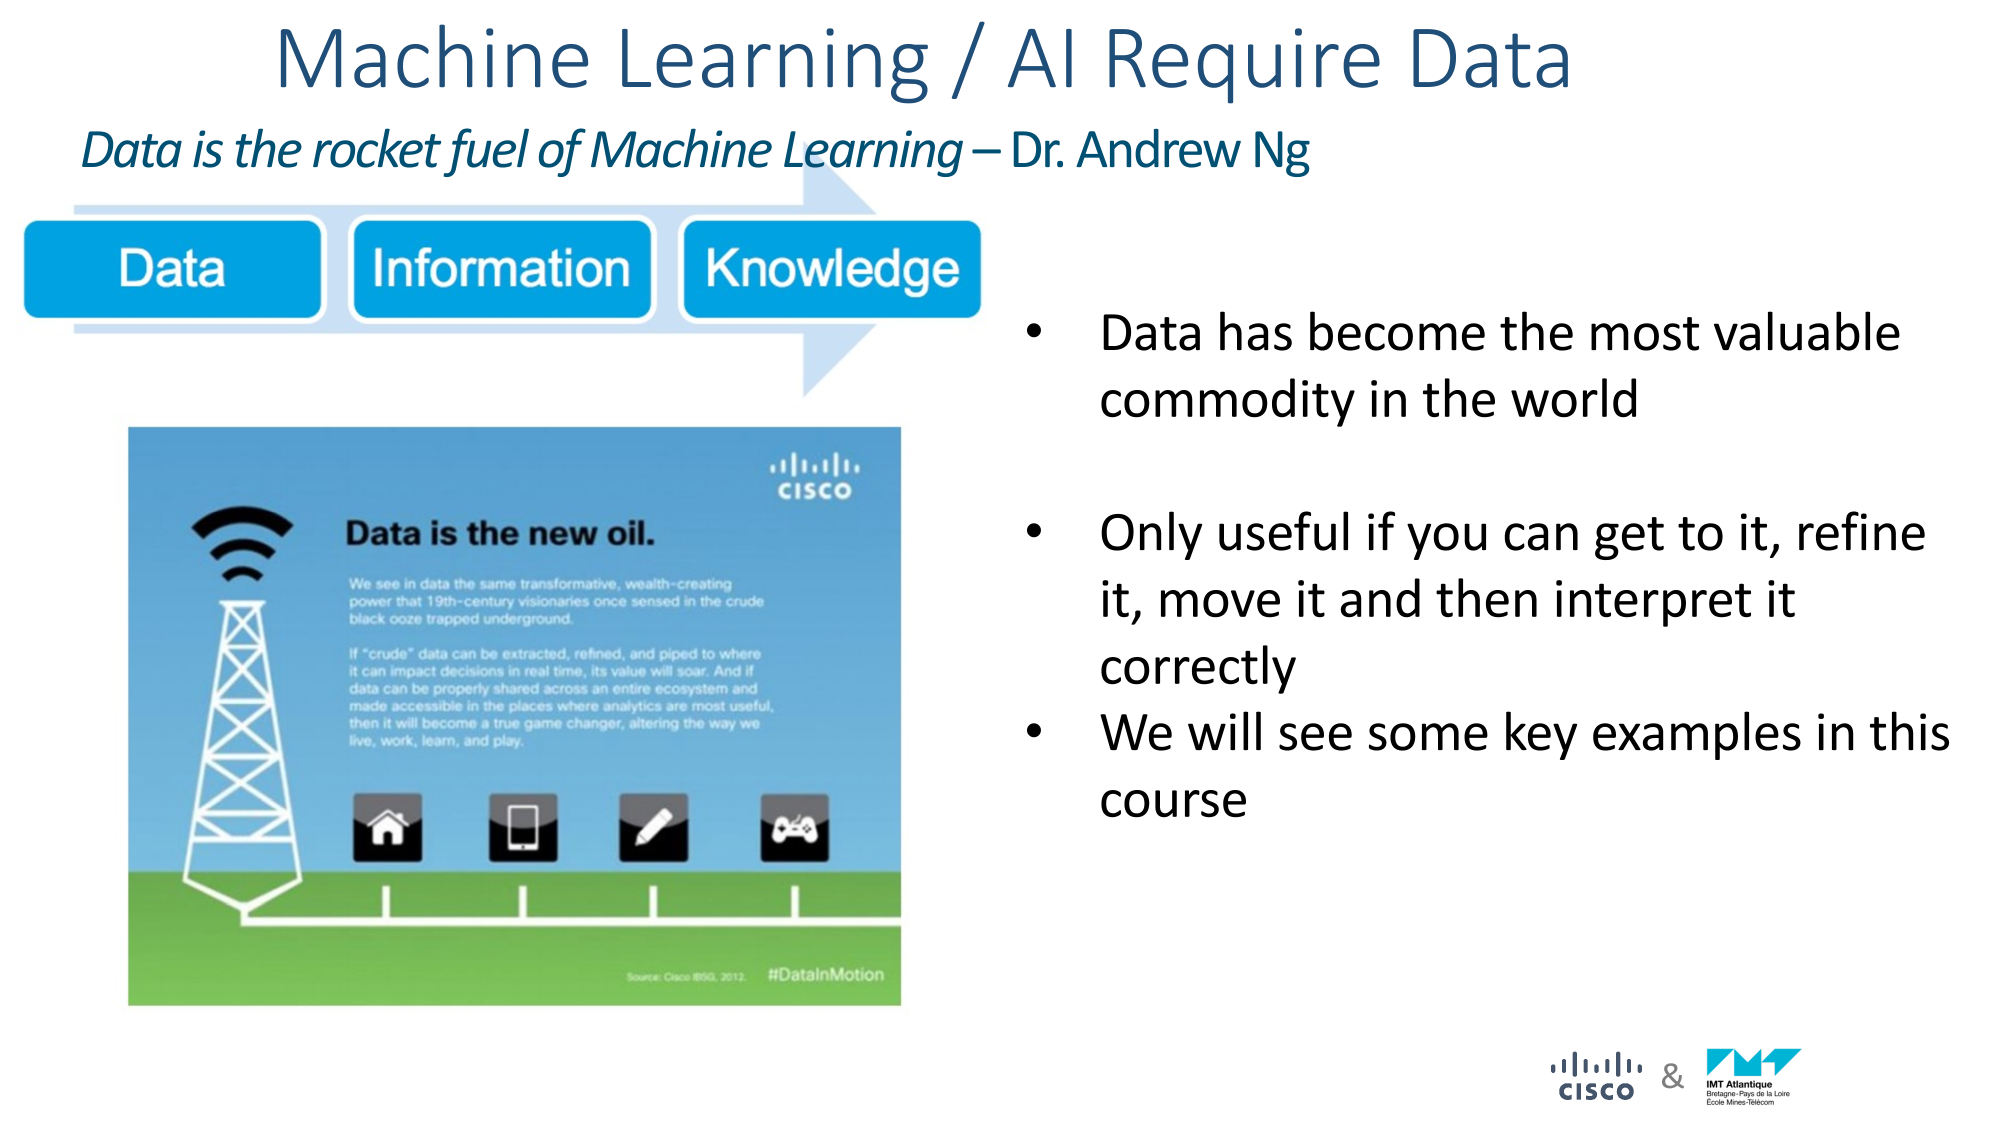 Machine Learning / AI Require Data
Data is the rocket fuel of Machine Learning – Dr. Andrew Ng
Data
Information
Knowledge
CISCO
Data is the new oil.
We see in data the same transformative, wealth-creating
power that 19th-century visionaries once sensed in the crude
black ooze trapped underground.
If “crude” data can be extracted, refined, and piped to where
it can impact decisions in real time, its value will soar. And if
data can be properly shared across an entire ecosystem and
made accessible in the places where analytics are most useful,
then it will become a true game changer, altering the way we
live, work, learn, and play.
Source: Cisco IBSG, 2012.
#DataInMotion
• Data has become the most valuable
commodity in the world
• Only useful if you can get to it, refine
it, move it and then interpret it
correctly
• We will see some key examples in this
course
CISCO
&
IMT Atlantique
Bretagne-Pays de la Loire
École Mines-Télécom